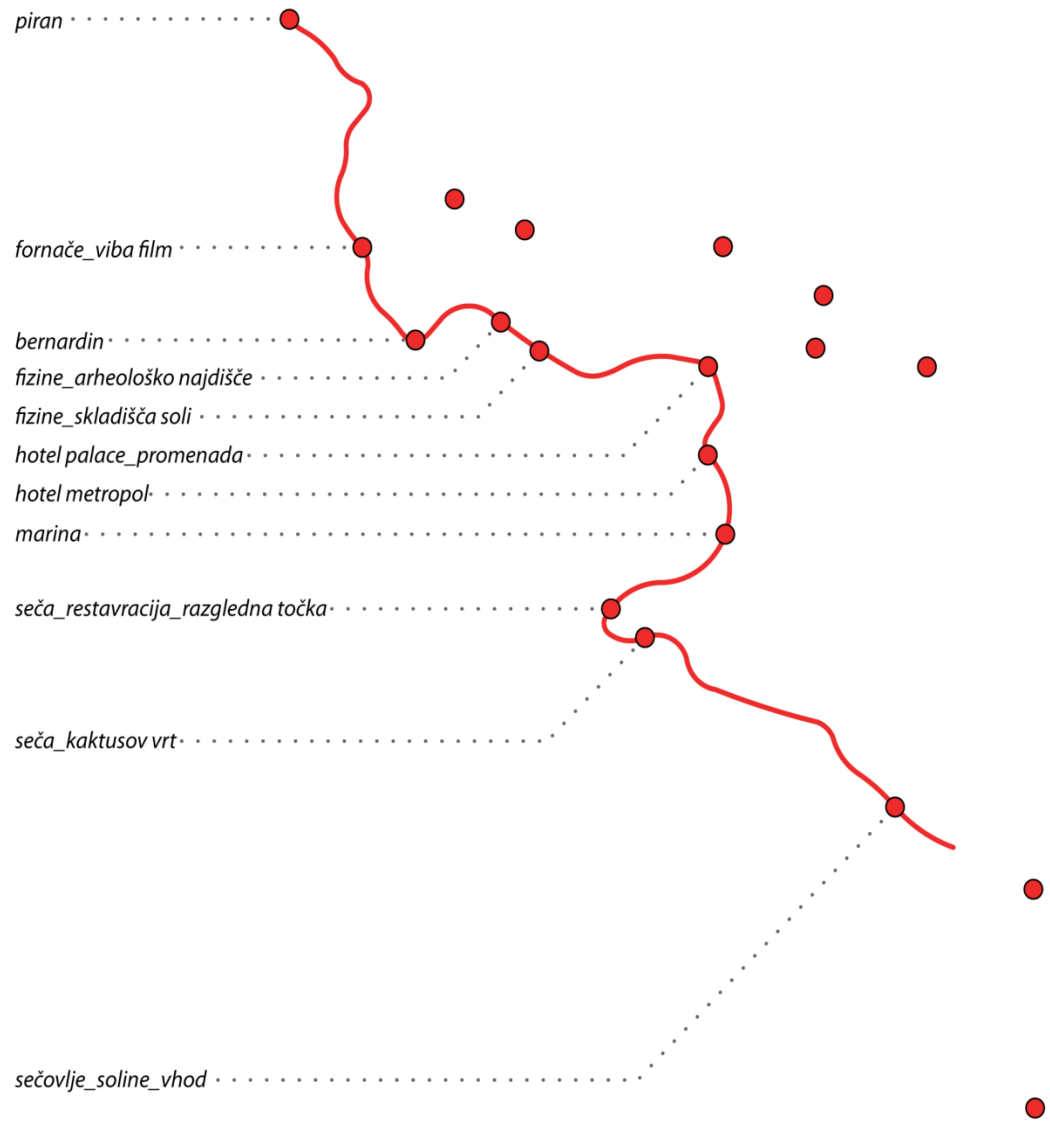 piran
fornače_viba film
bernardin
fizine_arheološko najdišče
fizine_skladišča soli
hotel palace_promenada
hotel metropol
marina
seča_restavracija_razgledna točka
seča_kaktusov vrt
sečovlje_soline_vhod